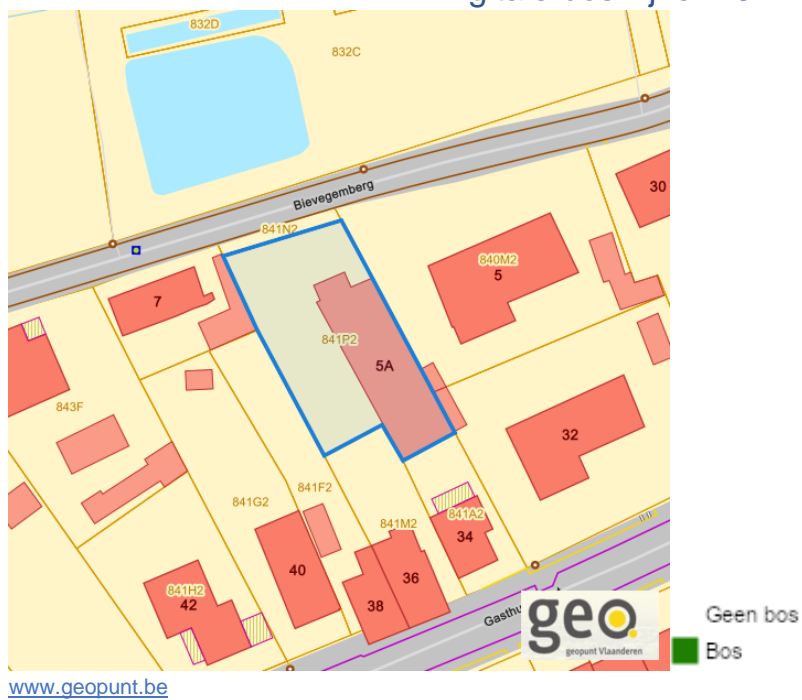 832D
832C
Bievegemberg
841N2
30
840M2
5
7
841P2
5A
843F
32
841G2
841F2
841M2
841A2
34
40
36
38
841H2
42
geo
geopunt Vlaanderen
Geen bos
Bos
www.geopunt.be